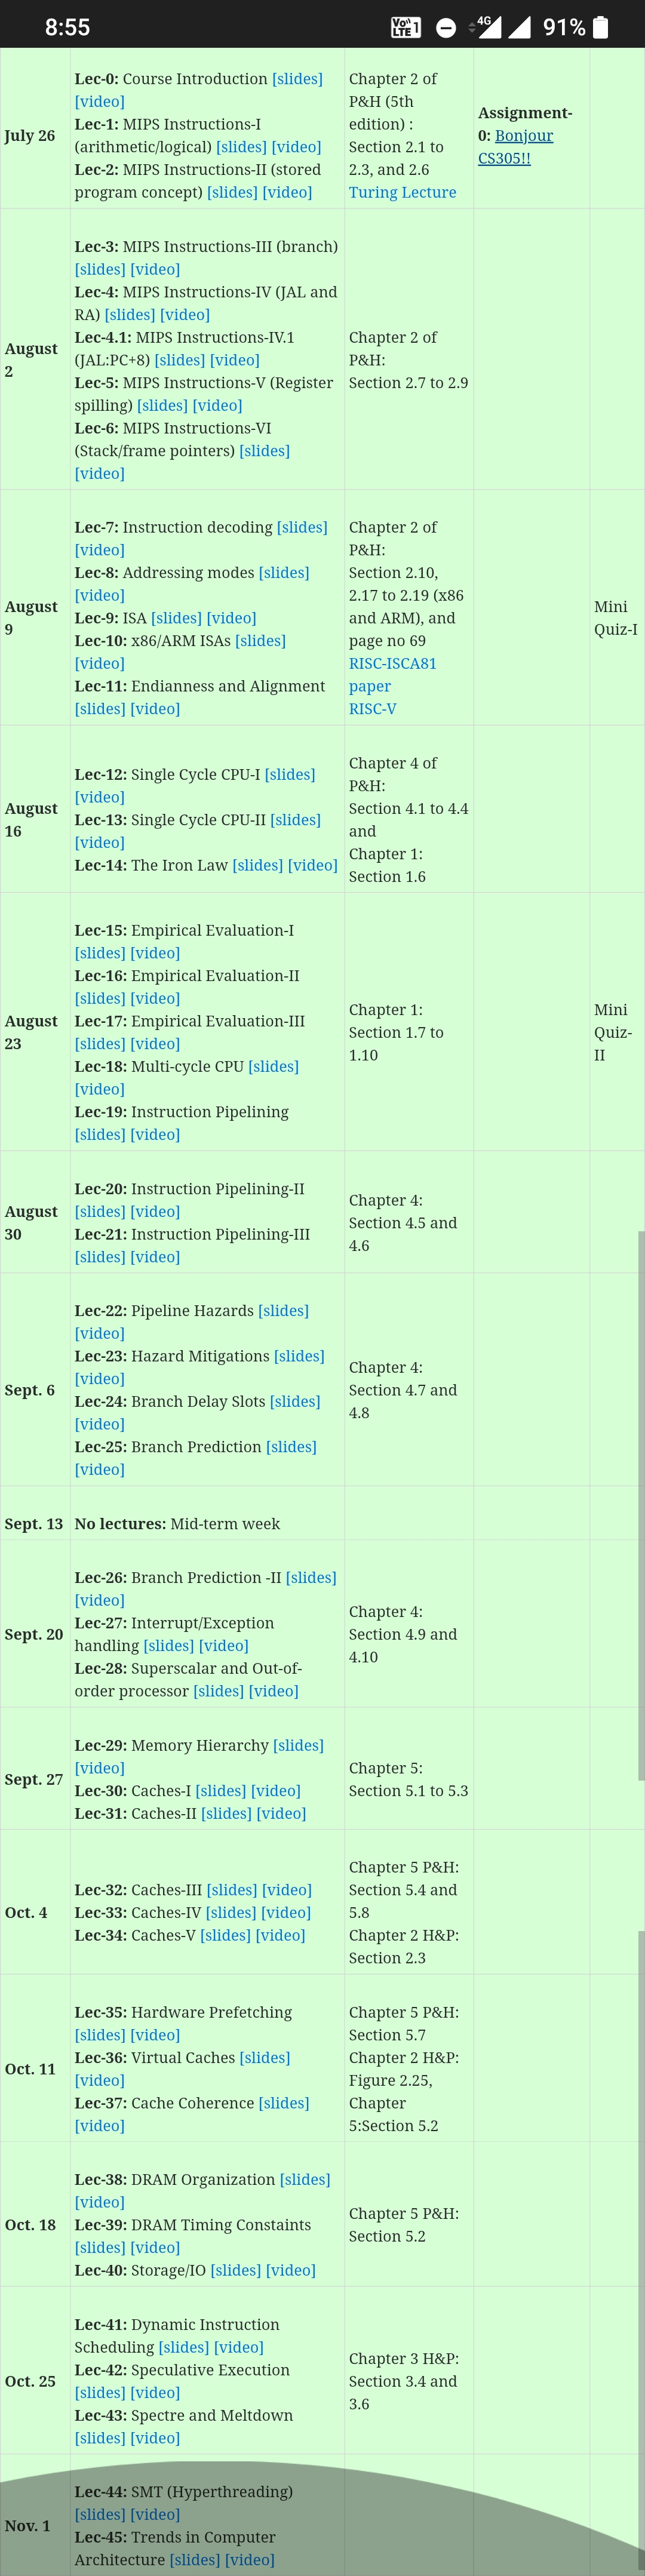 8:55
Vo LTE 1
4G
91%
July 26
Lec-0: Course Introduction [slides]
[video]
Lec-1: MIPS Instructions-I
(arithmetic/logical) [slides] [video]
Lec-2: MIPS Instructions-II (stored
program concept) [slides] [video]
Chapter 2 of
P&H (5th
edition) :
Section 2.1 to
2.3, and 2.6
Turing Lecture
Assignment-
0: Bonjour
CS305!!
August
2
Lec-3: MIPS Instructions-III (branch)
[slides] [video]
Lec-4: MIPS Instructions-IV (JAL and
RA) [slides] [video]
Lec-4.1: MIPS Instructions-IV.1
(JAL:PC+8) [slides] [video]
Lec-5: MIPS Instructions-V (Register
spilling) [slides] [video]
Lec-6: MIPS Instructions-VI
(Stack/frame pointers) [slides]
[video]
Chapter 2 of
P&H:
Section 2.7 to 2.9
August
9
Lec-7: Instruction decoding [slides]
[video]
Lec-8: Addressing modes [slides]
[video]
Lec-9: ISA [slides] [video]
Lec-10: x86/ARM ISAs [slides]
[video]
Lec-11: Endianness and Alignment
[slides] [video]
Chapter 2 of
P&H:
Section 2.10,
2.17 to 2.19 (x86
and ARM), and
page no 69
RISC-ISCA81
paper
RISC-V
Mini
Quiz-I
August
16
Lec-12: Single Cycle CPU-I [slides]
[video]
Lec-13: Single Cycle CPU-II [slides]
[video]
Lec-14: The Iron Law [slides] [video]
Chapter 4 of
P&H:
Section 4.1 to 4.4
and
Chapter 1:
Section 1.6
August
23
Lec-15: Empirical Evaluation-I
[slides] [video]
Lec-16: Empirical Evaluation-II
[slides] [video]
Lec-17: Empirical Evaluation-III
[slides] [video]
Lec-18: Multi-cycle CPU [slides]
[video]
Lec-19: Instruction Pipelining
[slides] [video]
Chapter 1:
Section 1.7 to
1.10
Mini
Quiz-
II
August
30
Lec-20: Instruction Pipelining-II
[slides] [video]
Lec-21: Instruction Pipelining-III
[slides] [video]
Chapter 4:
Section 4.5 and
4.6
Sept. 6
Lec-22: Pipeline Hazards [slides]
[video]
Lec-23: Hazard Mitigations [slides]
[video]
Lec-24: Branch Delay Slots [slides]
[video]
Lec-25: Branch Prediction [slides]
[video]
Chapter 4:
Section 4.7 and
4.8
Sept. 13
No lectures: Mid-term week
Sept. 20
Lec-26: Branch Prediction -II [slides]
[video]
Lec-27: Interrupt/Exception
handling [slides] [video]
Lec-28: Superscalar and Out-of-
order processor [slides] [video]
Chapter 4:
Section 4.9 and
4.10
Sept. 27
Lec-29: Memory Hierarchy [slides]
[video]
Lec-30: Caches-I [slides] [video]
Lec-31: Caches-II [slides] [video]
Chapter 5:
Section 5.1 to 5.3
Oct. 4
Lec-32: Caches-III [slides] [video]
Lec-33: Caches-IV [slides] [video]
Lec-34: Caches-V [slides] [video]
Chapter 5 P&H:
Section 5.4 and
5.8
Chapter 2 H&P:
Section 2.3
Oct. 11
Lec-35: Hardware Prefetching
[slides] [video]
Lec-36: Virtual Caches [slides]
[video]
Lec-37: Cache Coherence [slides]
[video]
Chapter 5 P&H:
Section 5.7
Chapter 2 H&P:
Figure 2.25,
Chapter
5:Section 5.2
Oct. 18
Lec-38: DRAM Organization [slides]
[video]
Lec-39: DRAM Timing Constaints
[slides] [video]
Lec-40: Storage/IO [slides] [video]
Chapter 5 P&H:
Section 5.2
Oct. 25
Lec-41: Dynamic Instruction
Scheduling [slides] [video]
Lec-42: Speculative Execution
[slides] [video]
Lec-43: Spectre and Meltdown
[slides] [video]
Chapter 3 H&P:
Section 3.4 and
3.6
Nov. 1
Lec-44: SMT (Hyperthreading)
[slides] [video]
Lec-45: Trends in Computer
Architecture [slides] [video]